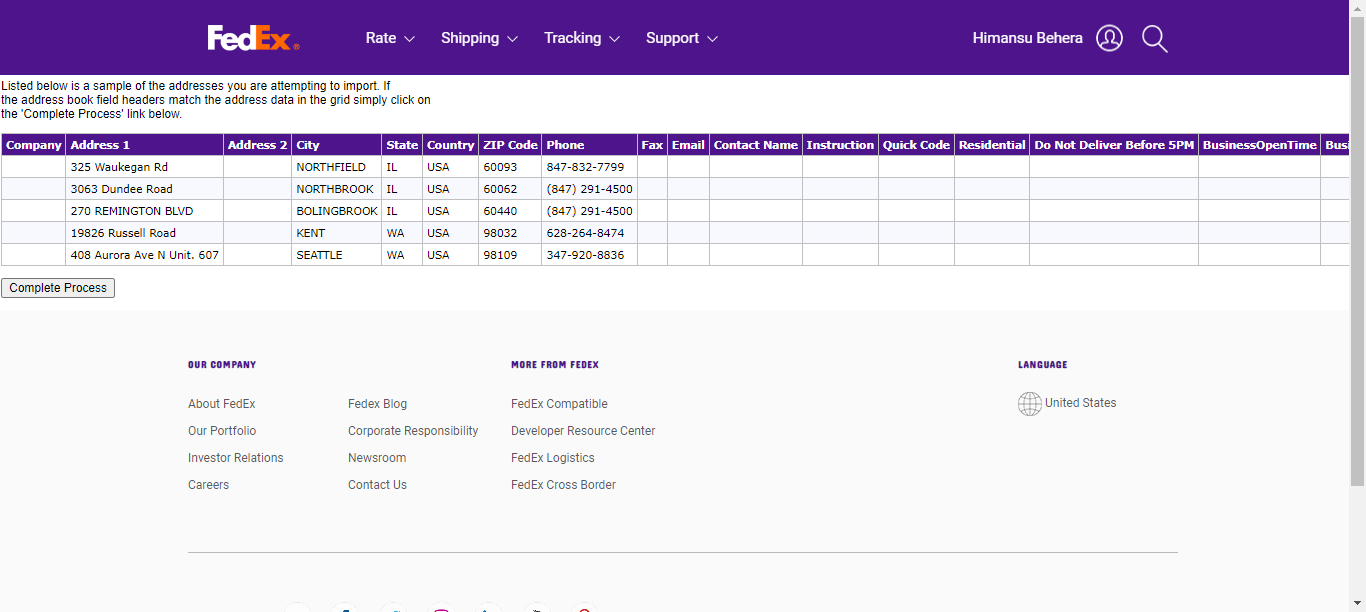 FedEx®
Rate Shipping Tracking Support Himansu Behera
Listed below is a sample of the addresses you are attempting to import. If
the address book field headers match the address data in the grid simply click on
the 'Complete Process' link below.
Company Address 1 Address 2 City State Country ZIP Code Phone Fax Email Contact Name Instruction Quick Code Residential Do Not Deliver Before 5PM BusinessOpenTime
325 Waukegan Rd NORTHFIELD IL USA 60093 847-832-7799
3063 Dundee Road NORTHBROOK IL USA 60062 (847) 291-4500
270 REMINGTON BLVD BOLINGBROOK IL USA 60440 (847) 291-4500
19826 Russell Road KENT WA USA 98032 628-264-8474
408 Aurora Ave N Unit. 607 SEATTLE WA USA 98109 347-920-8836
Complete Process
OUR COMPANY MORE FROM FEDEX LANGUAGE
About FedEx Fedex Blog FedEx Compatible United States
Our Portfolio Corporate Responsibility Developer Resource Center
Investor Relations Newsroom FedEx Logistics
Careers Contact Us FedEx Cross Border